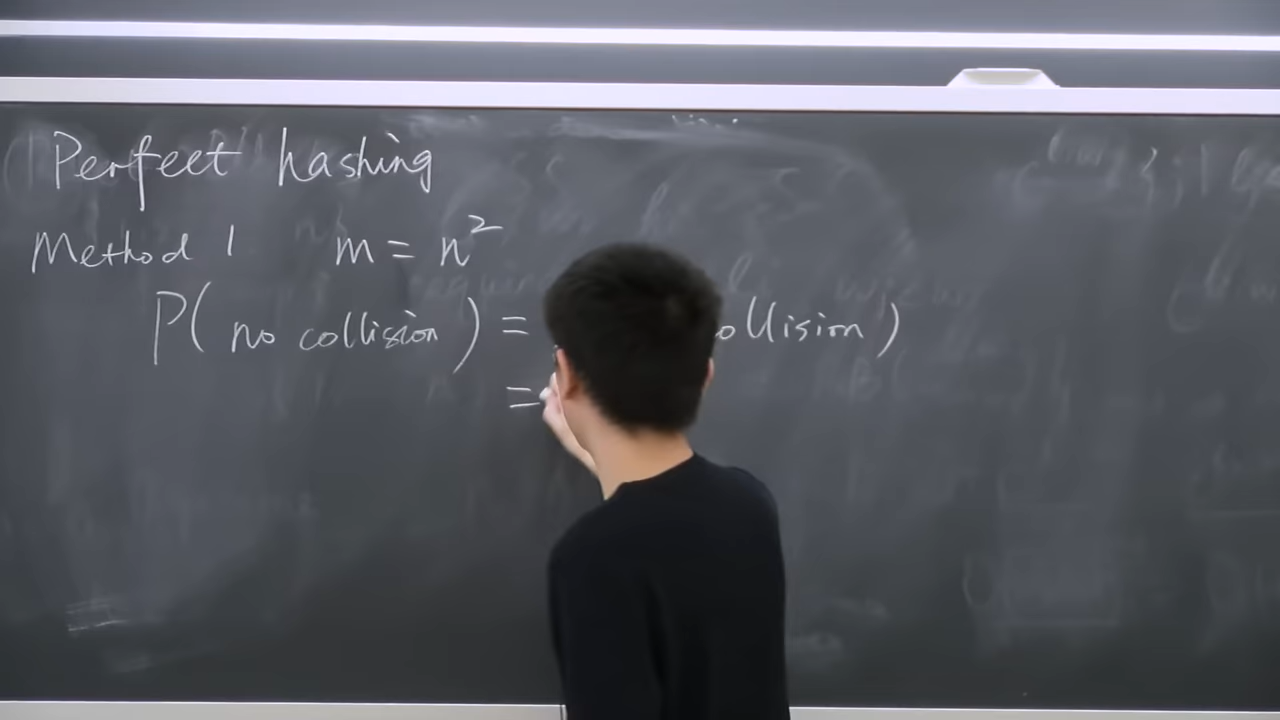 Perfect hashing
Method 1 m = n²
P( no collision ) = ollision )
=